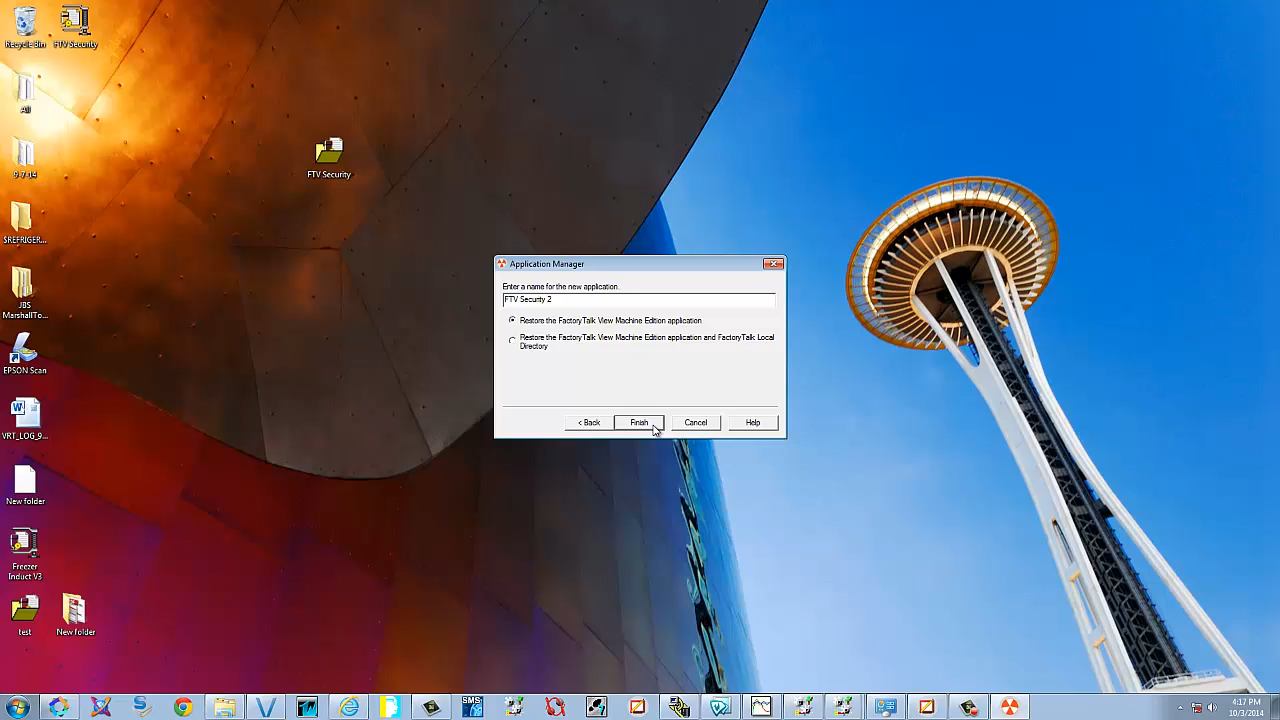 Recycle Bin
FTV Security
All
9-7-14
FTV Security
SREFRIGER...
JBS
MarshallTo...
EPSON Scan
VRT_LOG_9...
New folder
Freezer
Induct V3
test
New folder
Application Manager
Enter a name for the new application.
FTV Security 2
Restore the FactoryTalk View Machine Edition application
Restore the FactoryTalk View Machine Edition application and FactoryTalk Local
Directory
< Back
Finish
Cancel
Help
SMS
4:17 PM
10/3/2014